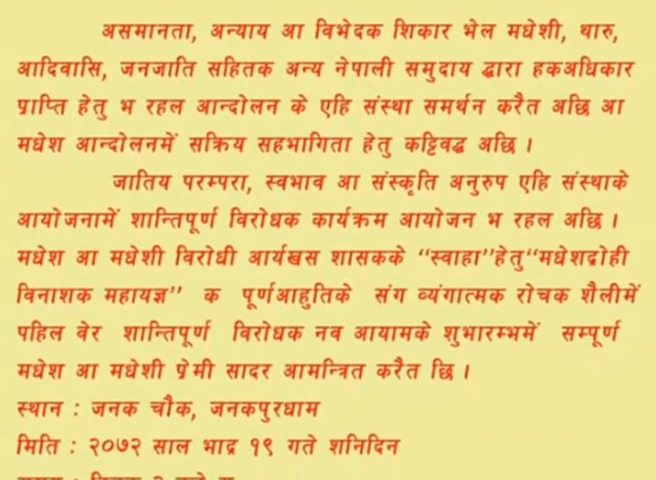 असमानता, अन्याय आ विभेदक शिकार भेल मधेशी, थारु,
आदिवासि, जनजाति सहितक अन्य नेपाली समुदाय द्धारा हकअधिकार
प्राप्ति हेतु भ रहल आन्दोलन के एहि संस्था समर्थन करैत अछि आ
मधेश आन्दोलनमें सक्रिय सहभागिता हेतु कट्टिवद्ध अछि ।
जातिय परम्परा, स्वभाव आ संस्कृति अनुरुप एहि संस्थाके
आयोजनामें शान्तिपूर्ण विरोधक कार्यक्रम आयोजन भ रहल अछि ।
मधेश आ मधेशी विरोधी आर्यखस शासकके “स्वाहा”हेतु“मधेशद्रोही
विनाशक महायज्ञ” क पूर्णआहुतिके संग व्यंगात्मक रोचक शैलीमें
पहिल वेर शान्तिपूर्ण विरोधक नव आयामके शुभारम्भमें सम्पूर्ण
मधेश आ मधेशी प्रेमी सादर आमन्त्रित करैत छि ।
स्थान : जनक चौक, जनकपुरधाम
मिति : २०७२ साल भाद्र १९ गते शनिदिन